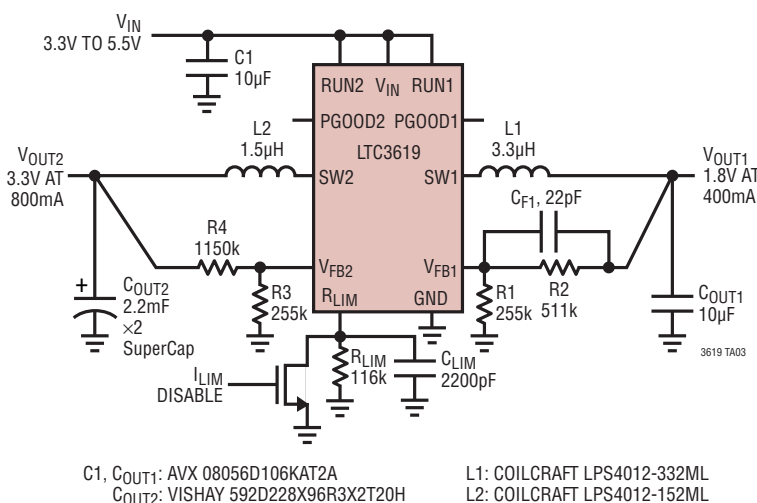 VIN
3.3V TO 5.5V
C1
10µF
RUN2 VIN RUN1
PGOOD2 PGOOD1
LTC3619
L2
1.5µH
L1
3.3µH
VOUT2
3.3V AT
800mA
SW2 SW1
VOUT1
1.8V AT
400mA
CF1, 22pF
R4
1150k
VFB2 VFB1
R2
511k
R3
255k
RLIM GND
R1
255k
COUT2
2.2mF
×2
SuperCap
+
COUT1
10µF
ILIM
DISABLE
RLIM
116k
CLIM
2200pF
3619 TA03
C1, COUT1: AVX 08056D106KAT2A
COUT2: VISHAY 592D228X96R3X2T20H
L1: COILCRAFT LPS4012-332ML
L2: COILCRAFT LPS4012-152ML